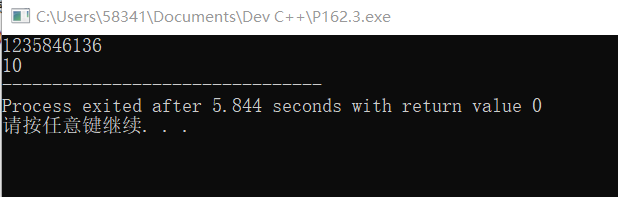 C:\Users\58341\Documents\Dev C++\P162.3.exe
1235846136
10
--------------------------------
Process exited after 5.844 seconds with return value 0
请按任意键继续. . .